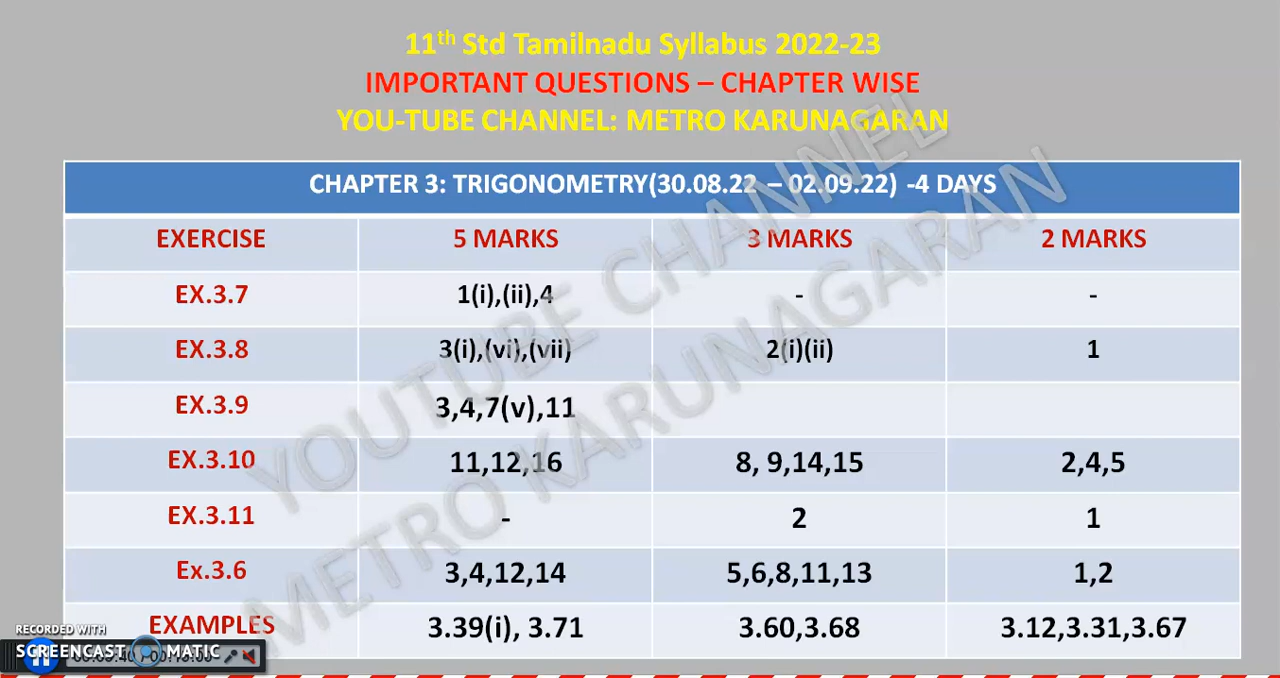 11th Std Tamilnadu Syllabus 2022-23
IMPORTANT QUESTIONS – CHAPTER WISE
YOU-TUBE CHANNEL: METRO KARUNAGARAN
CHAPTER 3: TRIGONOMETRY(30.08.22 – 02.09.22) -4 DAYS
EXERCISE 5 MARKS 3 MARKS 2 MARKS
EX.3.7 1(i),(ii),4 - -
EX.3.8 3(i),(vi),(vii) 2(i)(ii) 1
EX.3.9 3,4,7(v),11
EX.3.10 11,12,16 8, 9,14,15 2,4,5
EX.3.11 - 2 1
Ex.3.6 3,4,12,14 5,6,8,11,13 1,2
EXAMPLES 3.39(i), 3.71 3.60,3.68 3.12,3.31,3.67
YOUTUBE CHANNEL
METRO KARUNAGARAN
RECORDED WITH
SCREENCAST MATIC